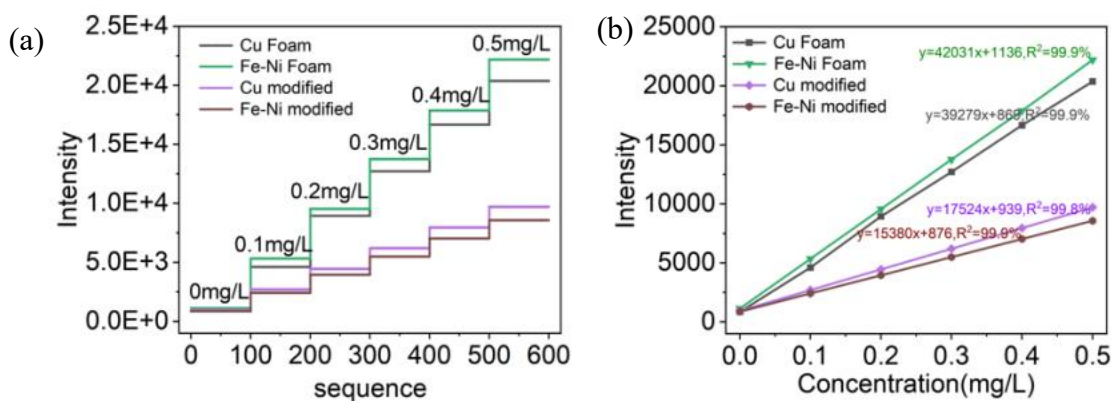 (a)
2.5E+4
2.0E+4
1.5E+4
1.0E+4
5.0E+3
0.0E+0
Intensity
Cu Foam
Fe-Ni Foam
Cu modified
Fe-Ni modified
0mg/L
0.1mg/L
0.2mg/L
0.3mg/L
0.4mg/L
0.5mg/L
0 100 200 300 400 500 600
sequence
(b)
25000
20000
15000
10000
5000
0
Intensity
Cu Foam
Fe-Ni Foam
Cu modified
Fe-Ni modified
y=42031x+1136,R²=99.9%
y=39279x+869,R²=99.9%
y=17524x+939,R²=99.8%
y=15380x+876,R²=99.9%
0.0 0.1 0.2 0.3 0.4 0.5
Concentration(mg/L)